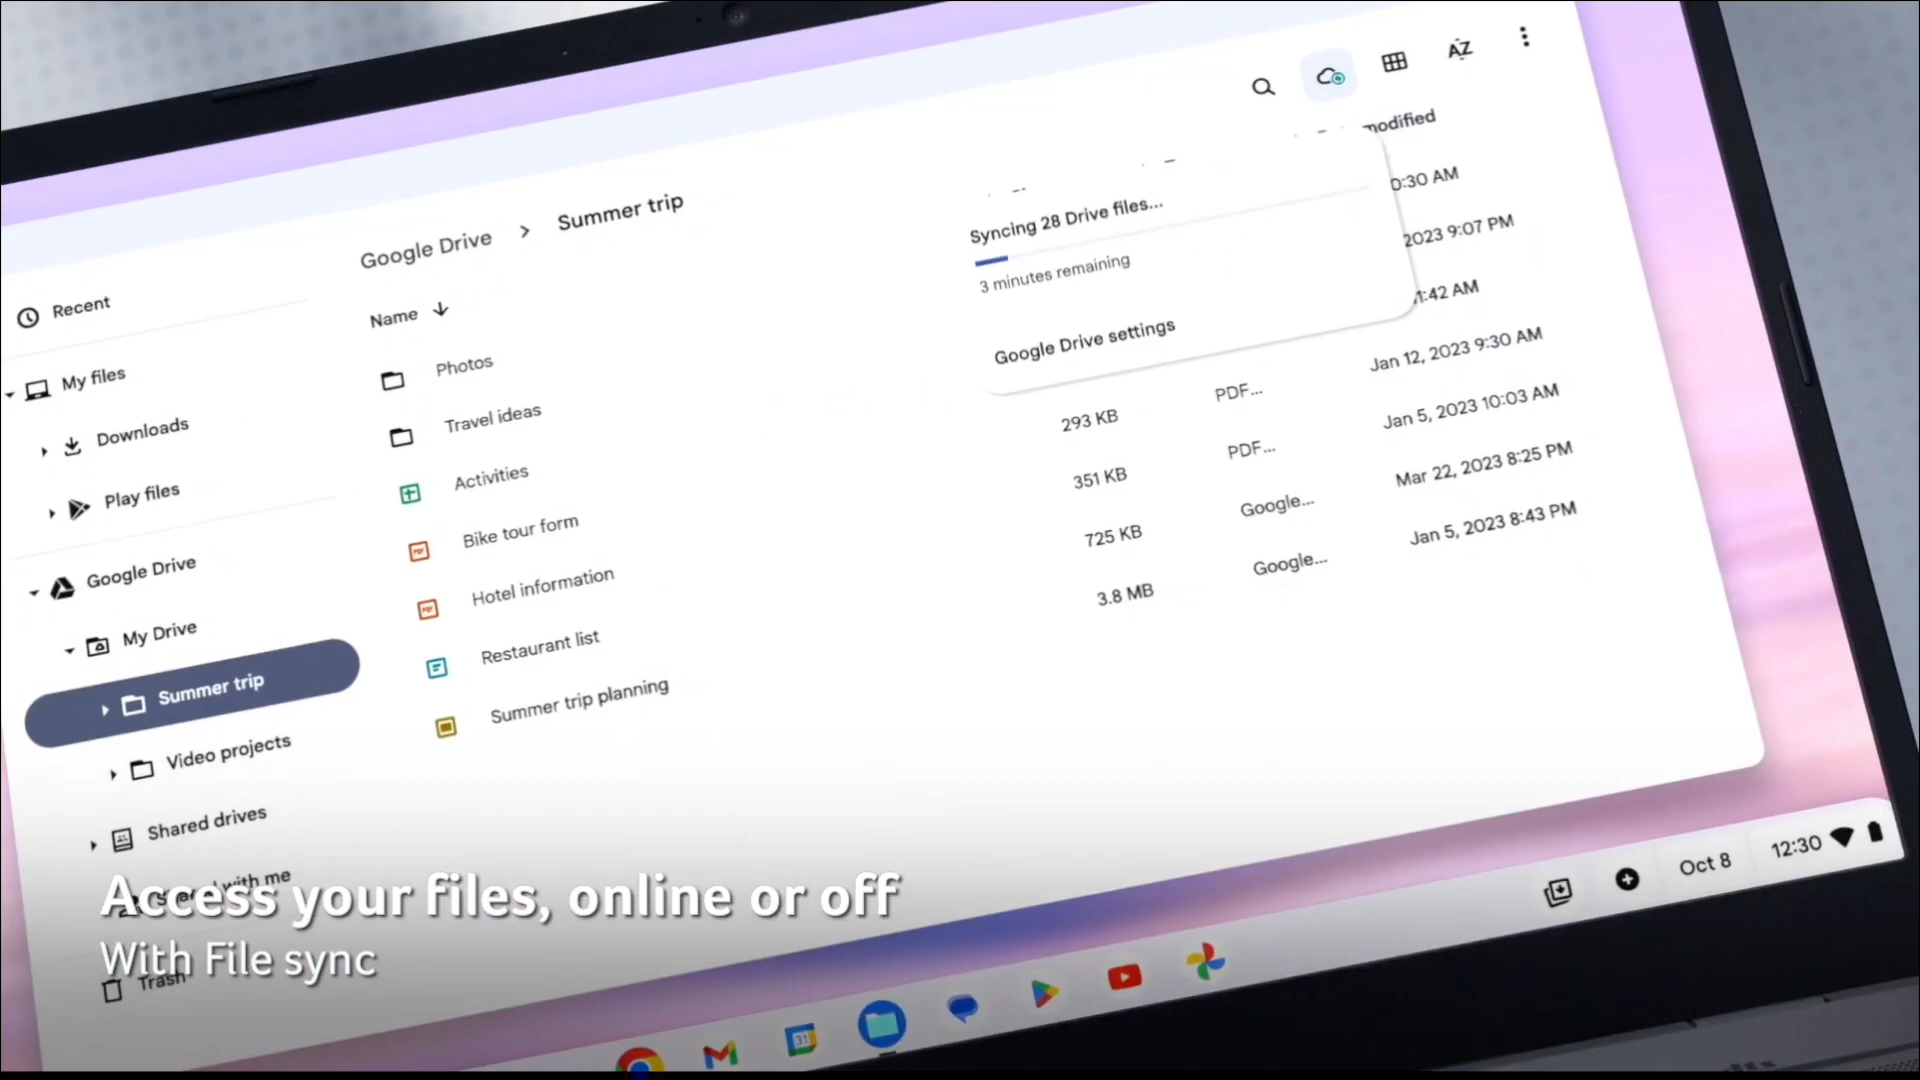 Google Drive > Summer trip
Syncing 28 Drive files...
3 minutes remaining
Google Drive settings
modified
0:30 AM
2023 9:07 PM
1:42 AM
Name
Photos
Travel ideas
Activities
Bike tour form
Hotel information
Restaurant list
Summer trip planning
293 KB PDF... Jan 12, 2023 9:30 AM
351 KB PDF... Jan 5, 2023 10:03 AM
725 KB Google... Mar 22, 2023 8:25 PM
3.8 MB Google... Jan 5, 2023 8:43 PM
AZ
Recent
My files
Downloads
Play files
Google Drive
My Drive
Summer trip
Video projects
Shared drives
with me
Trash
Access your files, online or off
With File sync
31
Oct 8 12:30